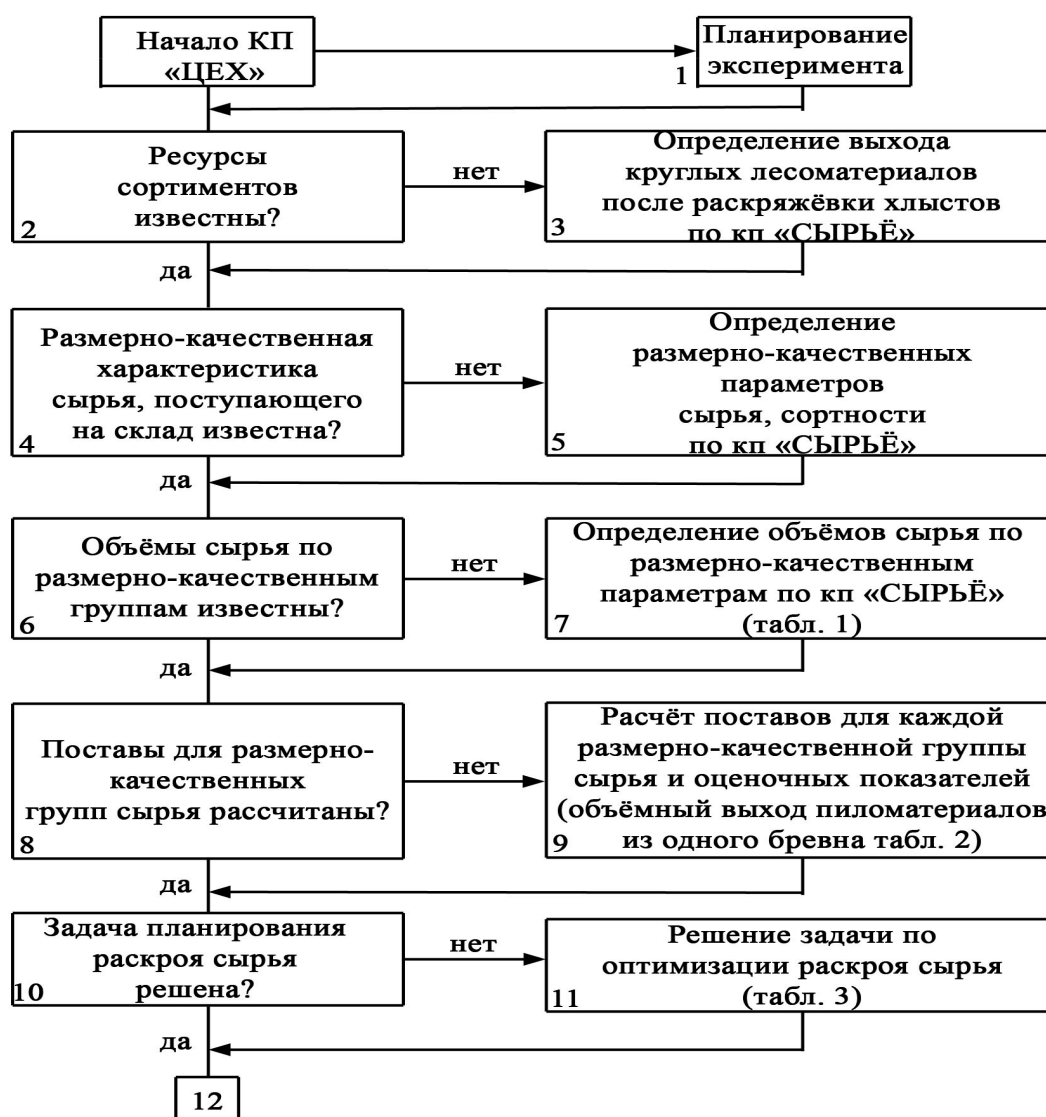 Начало КП
«ЦЕХ»
Планирование
эксперимента
1
Ресурсы
сортиментов
известны?
2
нет
Определение выхода
круглых лесоматериалов
после раскряжёвки хлыстов
по кп «СЫРЬЁ»
3
да
Размерно-качественная
характеристика
сырья, поступающего
на склад известна?
4
нет
Определение
размерно-качественных
параметров
сырья, сортности
по кп «СЫРЬЁ»
5
да
Объёмы сырья по
размерно-качественным
группам известны?
6
нет
Определение объёмов сырья по
размерно-качественным
параметрам по кп «СЫРЬЁ»
(табл. 1)
7
да
Поставы для размерно-
качественных
групп сырья рассчитаны?
8
нет
Расчёт поставов для каждой
размерно-качественной группы
сырья и оценочных показателей
(объёмный выход пиломатериалов
из одного бревна табл. 2)
9
да
Задача планирования
раскроя сырья
решена?
10
нет
Решение задачи по
оптимизации раскроя сырья
(табл. 3)
11
да
12